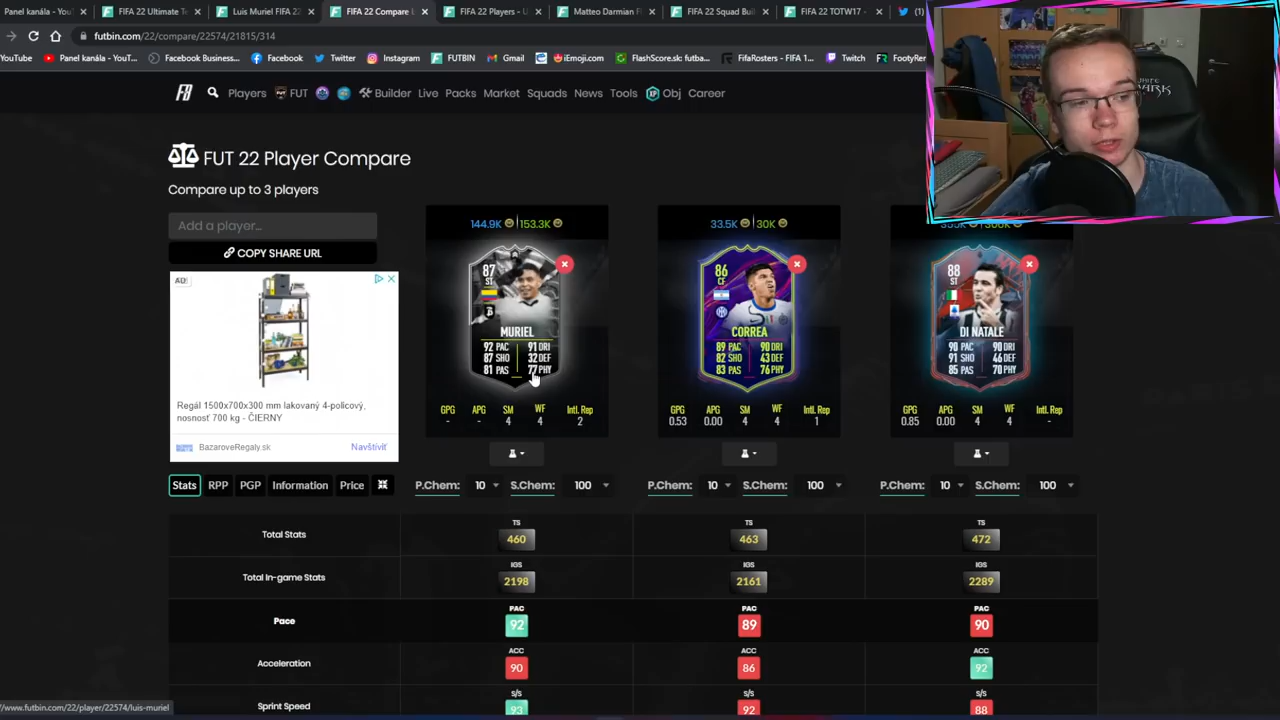 Panel kanála - You
FIFA 22 Ultimate Te
Luis Muriel FIFA 22
FIFA 22 Compare
FIFA 22 Players - U
Matteo Darmian F
FIFA 22 Squad Buil
FIFA 22 TOTW17 -
(1)
futbin.com/22/compare/22574/21815/314
YouTube
Panel kanála - YouT...
Facebook Business...
Facebook
Twitter
Instagram
FUTBIN
Gmail
iEmoji.com
FlashScore.sk: futba...
FifaRosters - FIFA 1...
Twitch
FootyRen
Players FUT Builder Live Packs Market Squads News Tools Obj Career
FUT 22 Player Compare
Compare up to 3 players
Add a player...
COPY SHARE URL
Regál 1500x700x300 mm lakovaný 4-policový,
nosnosť 700 kg - ČIERNY
BazaroveRegaly.sk Navštíviť
144.9K 153.3K
87
ST
MURIEL
92 PAC 91 DRI
87 SHO 32 DEF
81 PAS 77 PHY
GPG APG SM WF Intl. Rep
- - 4 4 2
33.5K 30K
86
CF
CORREA
89 PAC 90 DRI
82 SHO 43 DEF
83 PAS 76 PHY
GPG APG SM WF Intl. Rep
0.53 0.00 4 4 1
88
ST
DI NATALE
90 PAC 90 DRI
91 SHO 46 DEF
85 PAS 70 PHY
GPG APG SM WF Intl. Rep
0.85 0.00 4 4 -
Stats RPP PGP Information Price
P.Chem: 10 S.Chem: 100
P.Chem: 10 S.Chem: 100
P.Chem: 10 S.Chem: 100
TS TS TS
Total Stats 460 463 472
IGS IGS IGS
Total In-game Stats 2198 2161 2289
PAC PAC PAC
Pace 92 89 90
ACC ACC ACC
Acceleration 90 86 92
S/S S/S S/S
Sprint Speed 93 92 88
/www.futbin.com/22/player/22574/luis-muriel